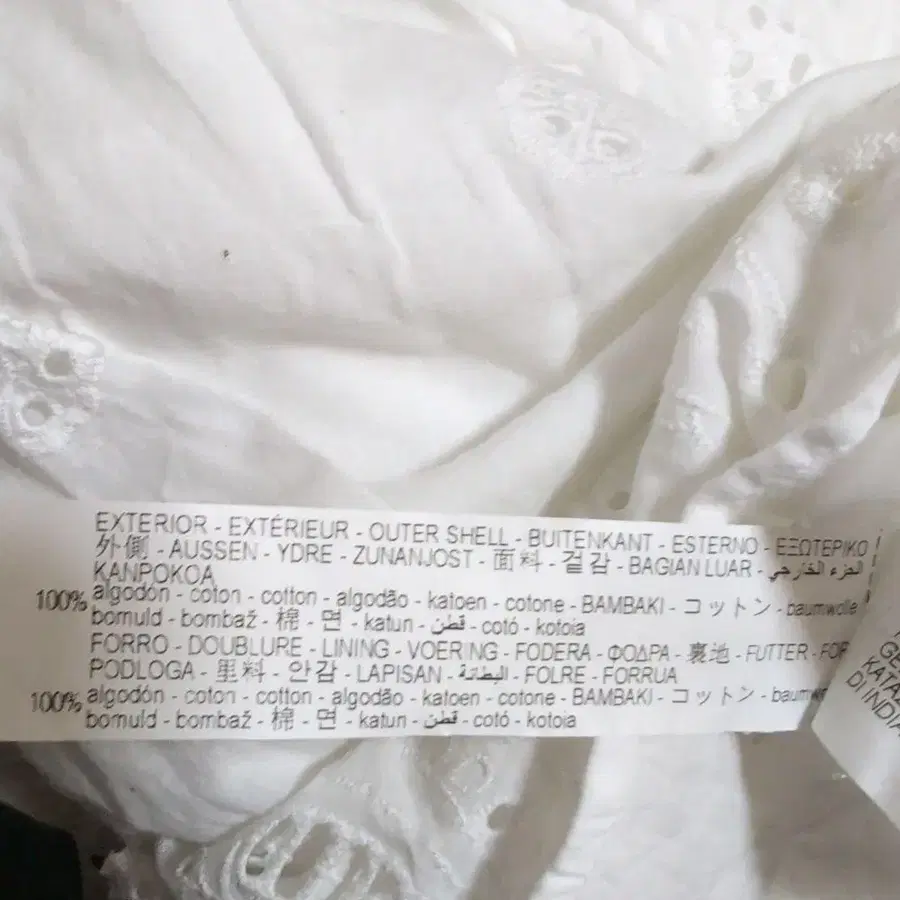 EXTERIOR - EXTÉRIEUR - OUTER SHELL - BUITENKANT - ESTERNO - ΕΞΩΤΕΡΙΚΟ
外側 - AUSSEN - YDRE - ZUNANJOST - 面料 - 겉감 - BAGIAN LUAR - الجزء الخارجي
KANPOKOA
100% algodón - coton - cotton - algodão - katoen - cotone - BAMBAKI - コットン - baumwolle
bomuld - bombaž - 棉 - 면 - katun - قطن - cotó - kotoia
FORRO - DOUBLURE - LINING - VOERING - FODERA - ΦΟΔΡΑ - 裏地 - FUTTER - FOR
PODLOGA - 里料 - 안감 - LAPISAN - البطانة - FOLRE - FORRUA
100% algodón - coton - cotton - algodão - katoen - cotone - BAMBAKI - コットン - baumw
bomuld - bombaž - 棉 - 면 - katun - قطن - cotó - kotoia
DI INDIA